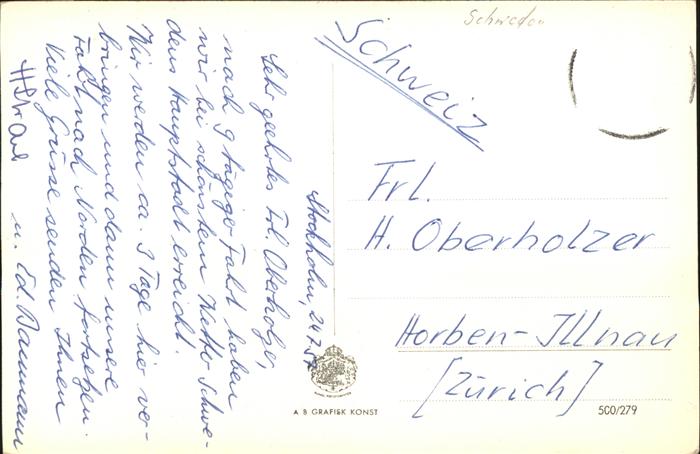 Schweden
Schweiz
Stockholm, 24.7.57
Sehr geehrtes Frl. Oberholzer,
nach 9 tägiger Fahrt haben
wir bei schönstem Wetter Schwe-
dens Hauptstadt erreicht.
Wir werden ca. 3 Tage hier ver-
bringen und dann unsere
Fahrt nach Norden fortsetzen.
Viele Grüsse senden Ihnen
u. Ed. Baumann
Frl.
H. Oberholzer
Horben-Illnau
[Zürich]
A B GRAFISK KONST
5C0/279